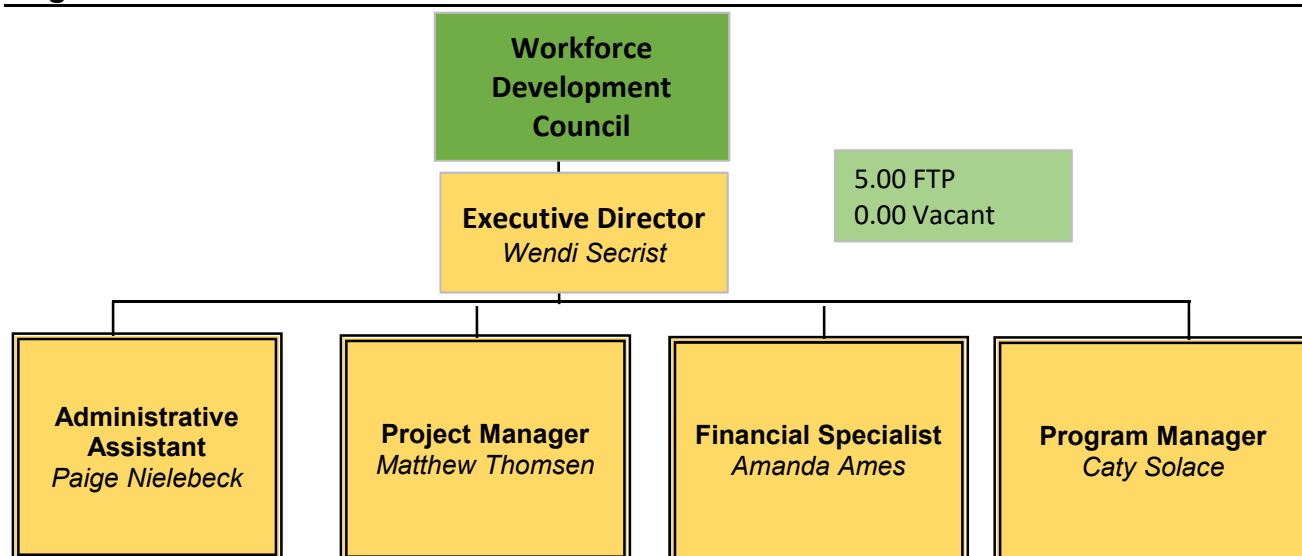 Workforce
Development
Council
5.00 FTP
0.00 Vacant
Executive Director
Wendi Secrist
Administrative
Assistant
Paige Nielebeck
Project Manager
Matthew Thomsen
Financial Specialist
Amanda Ames
Program Manager
Caty Solace